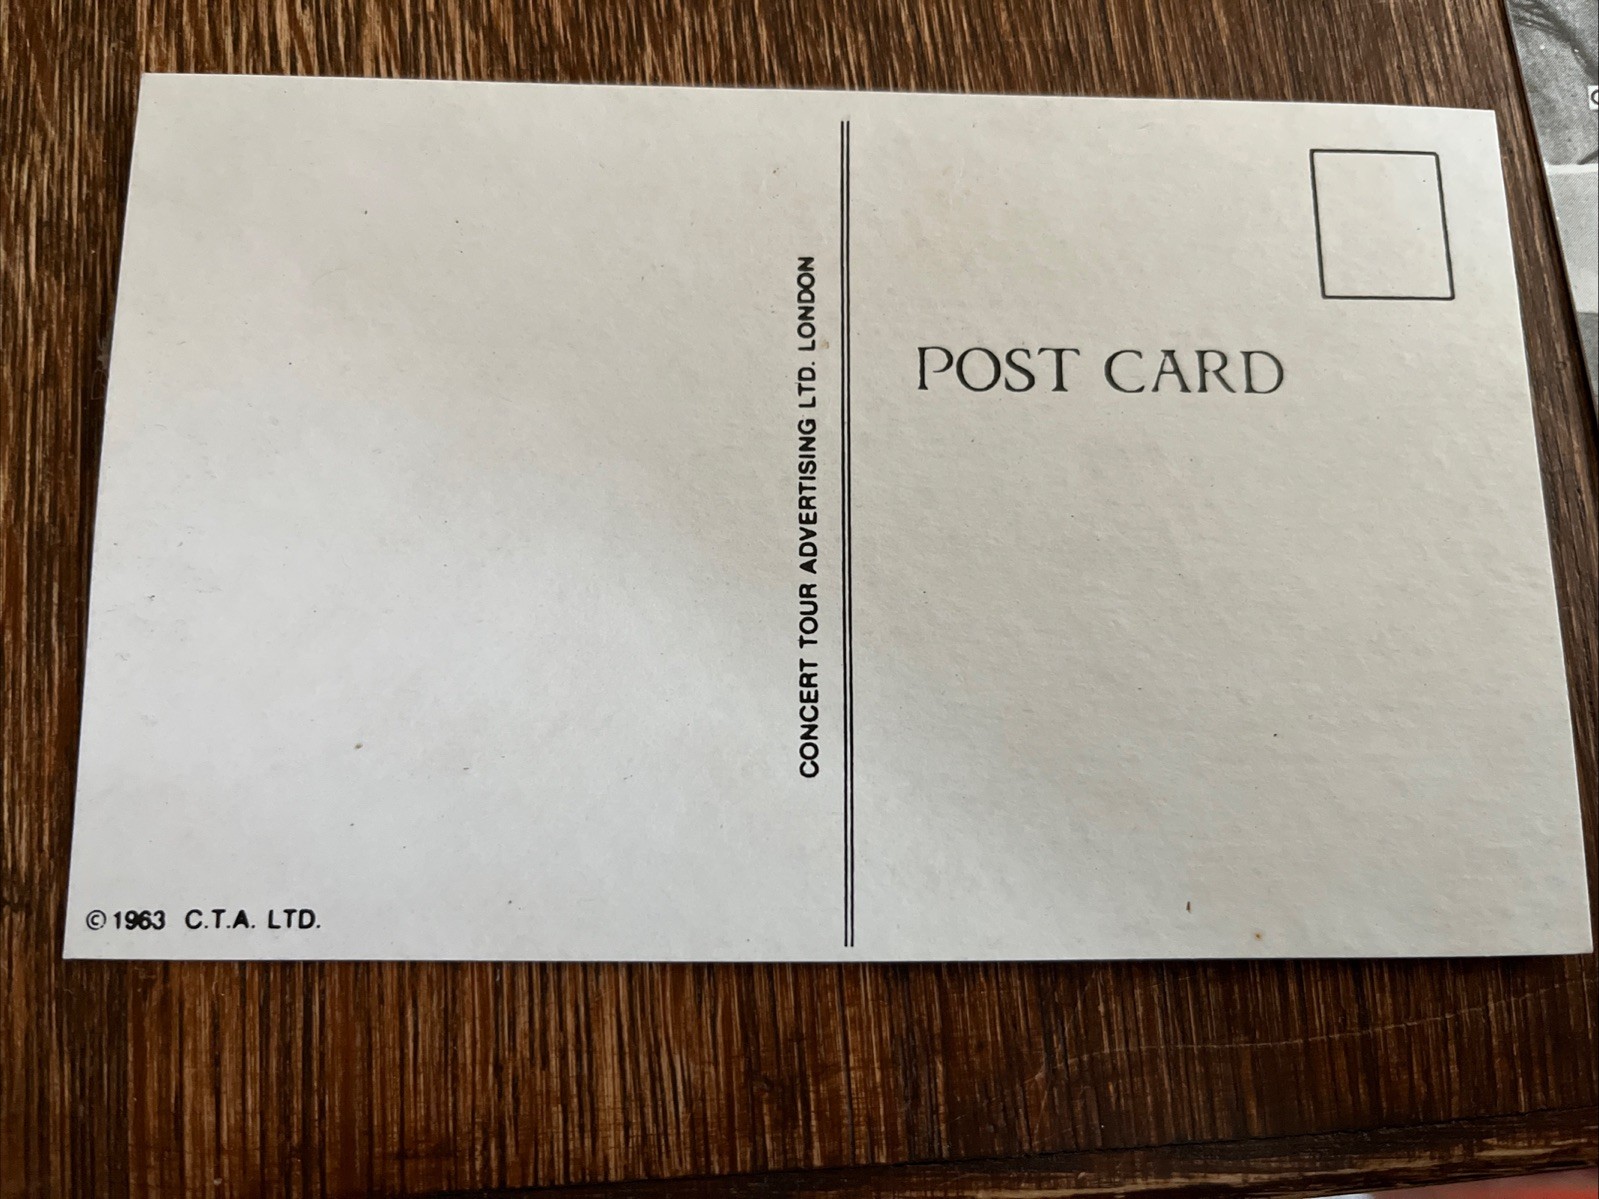 CONCERT TOUR ADVERTISING LTD. LONDON
POST CARD
© 1963 C.T.A. LTD.